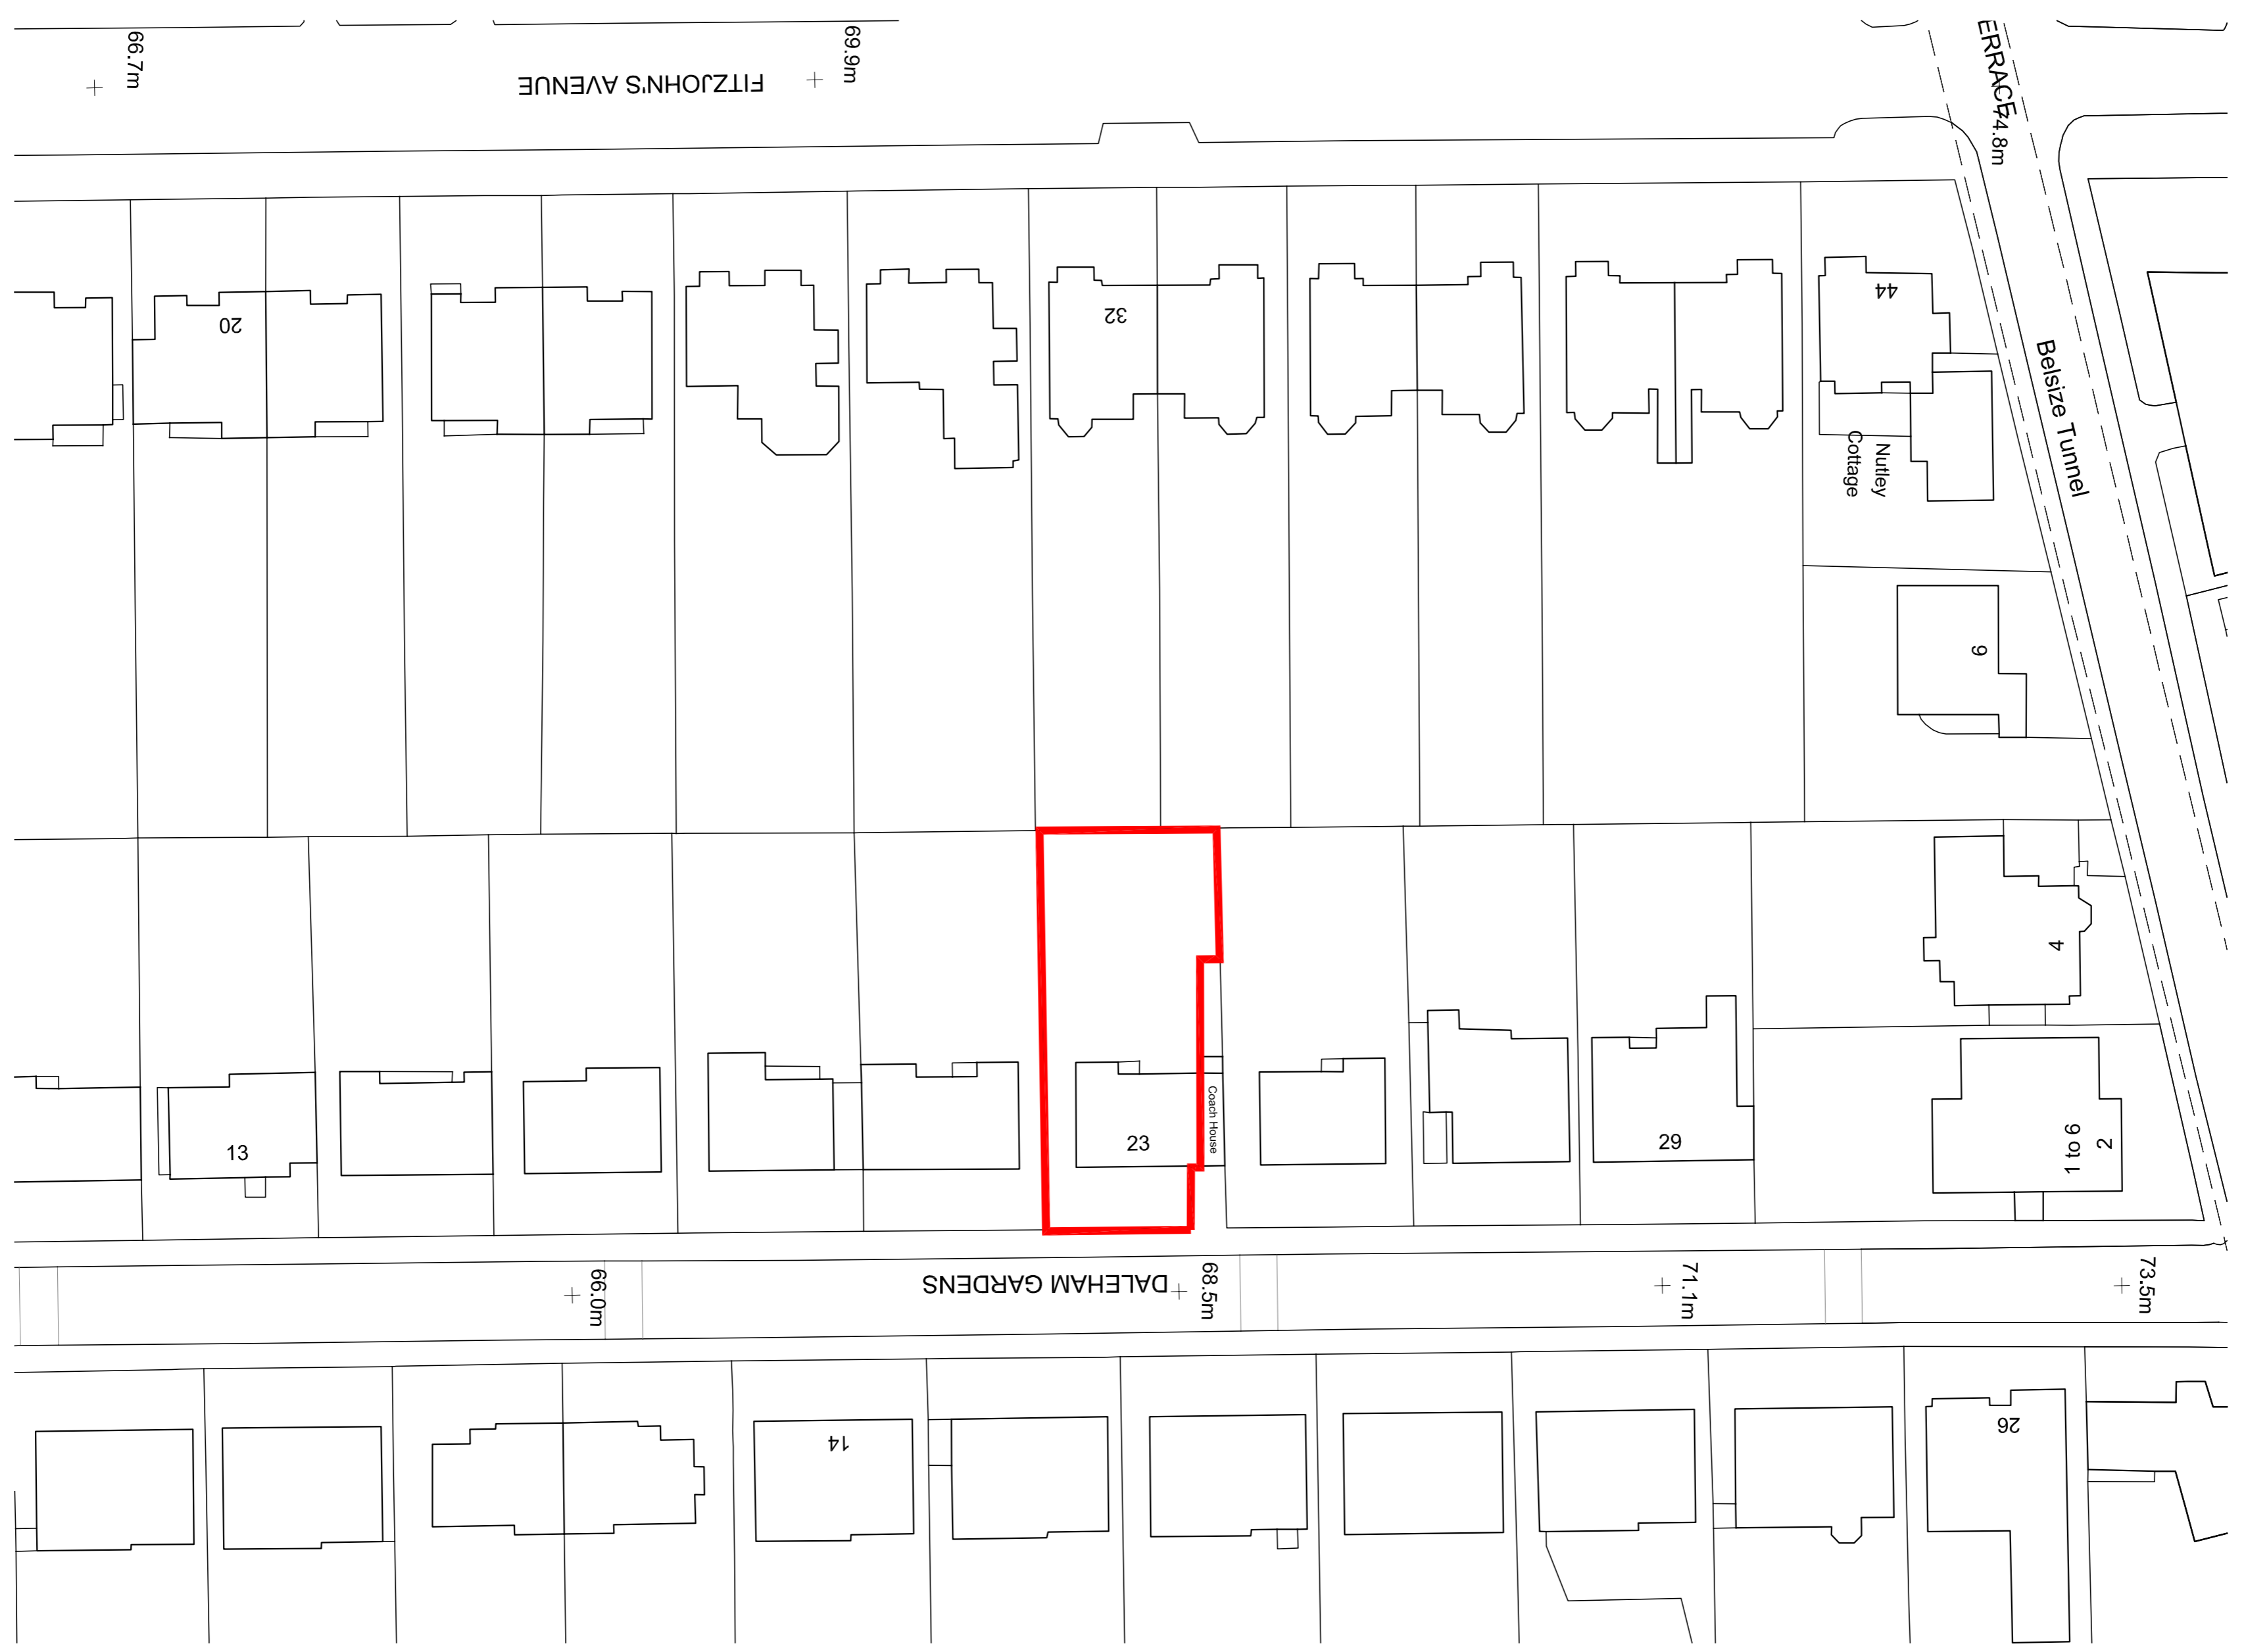 66.7m
FITZJOHN'S AVENUE
69.9m
ERRACE
74.8m
20
32
44
Belsize Tunnel
Nutley
Cottage
6
4
13
23
Coach House
29
1 to 6
2
66.0m
DALEHAM GARDENS
68.5m
71.1m
73.5m
14
26